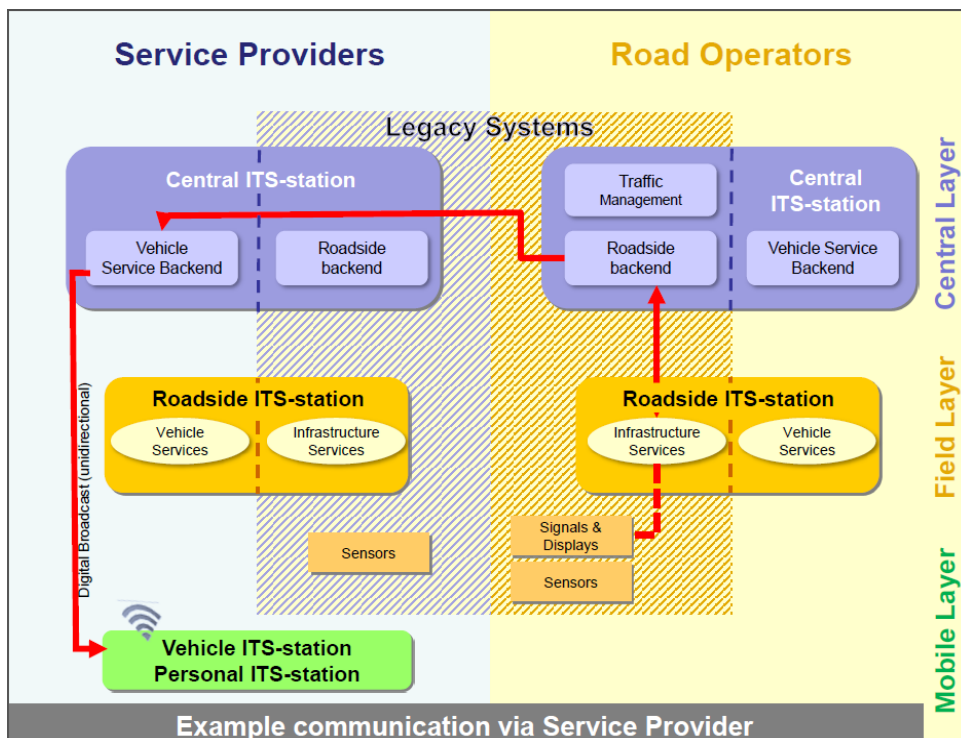 Service Providers
Road Operators
Legacy Systems
Central ITS-station
Vehicle
Service Backend
Roadside
backend
Traffic
Management
Central
ITS-station
Roadside
backend
Vehicle Service
Backend
Central Layer
Roadside ITS-station
Vehicle
Services
Infrastructure
Services
Roadside ITS-station
Infrastructure
Services
Vehicle
Services
Field Layer
Digital Broadcast (unidirectional)
Sensors
Signals &
Displays
Sensors
Mobile Layer
Vehicle ITS-station
Personal ITS-station
Example communication via Service Provider